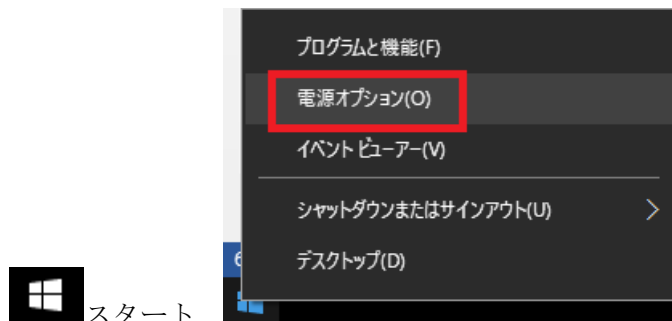 プログラムと機能(F)
電源オプション(O)
イベント ビューアー(V)
シャットダウンまたはサインアウト(U)
デスクトップ(D)
スタート